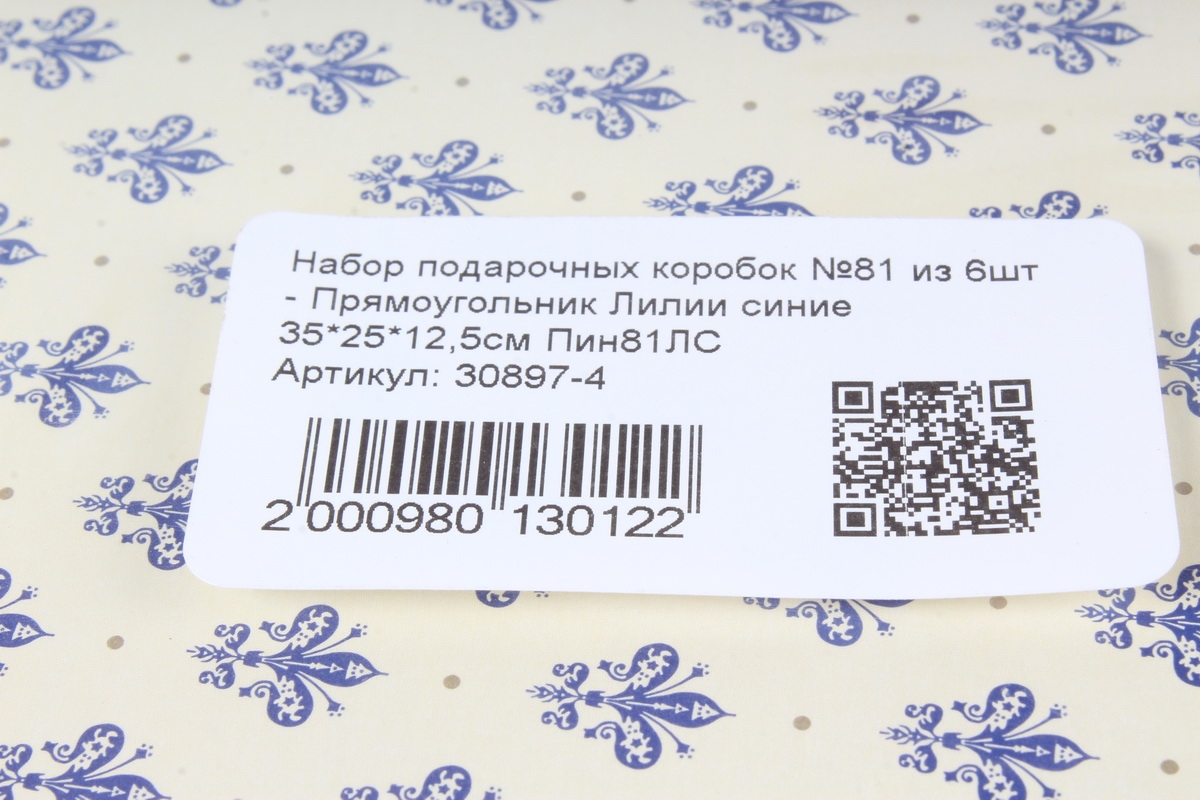 Набор подарочных коробок №81 из 6шт
- Прямоугольник Лилии синие
35*25*12,5см Пин81ЛС
Артикул: 30897-4
2 000980 130122